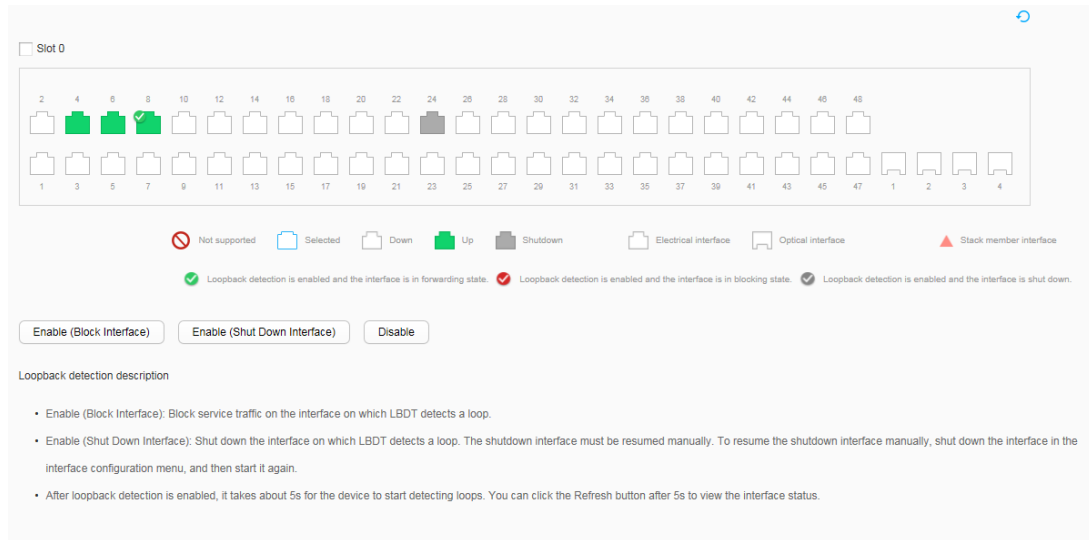 Slot 0
2 4 6 8 10 12 14 16 18 20 22 24 26 28 30 32 34 36 38 40 42 44 46 48
1 3 5 7 9 11 13 15 17 19 21 23 25 27 29 31 33 35 37 39 41 43 45 47 1 2 3 4
Not supported Selected Down Up Shutdown Electrical interface Optical interface Stack member interface
Loopback detection is enabled and the interface is in forwarding state. Loopback detection is enabled and the interface is in blocking state. Loopback detection is enabled and the interface is shut down.
Enable (Block Interface) Enable (Shut Down Interface) Disable
Loopback detection description
• Enable (Block Interface): Block service traffic on the interface on which LBDT detects a loop.
• Enable (Shut Down Interface): Shut down the interface on which LBDT detects a loop. The shutdown interface must be resumed manually. To resume the shutdown interface manually, shut down the interface in the
interface configuration menu, and then start it again.
• After loopback detection is enabled, it takes about 5s for the device to start detecting loops. You can click the Refresh button after 5s to view the interface status.